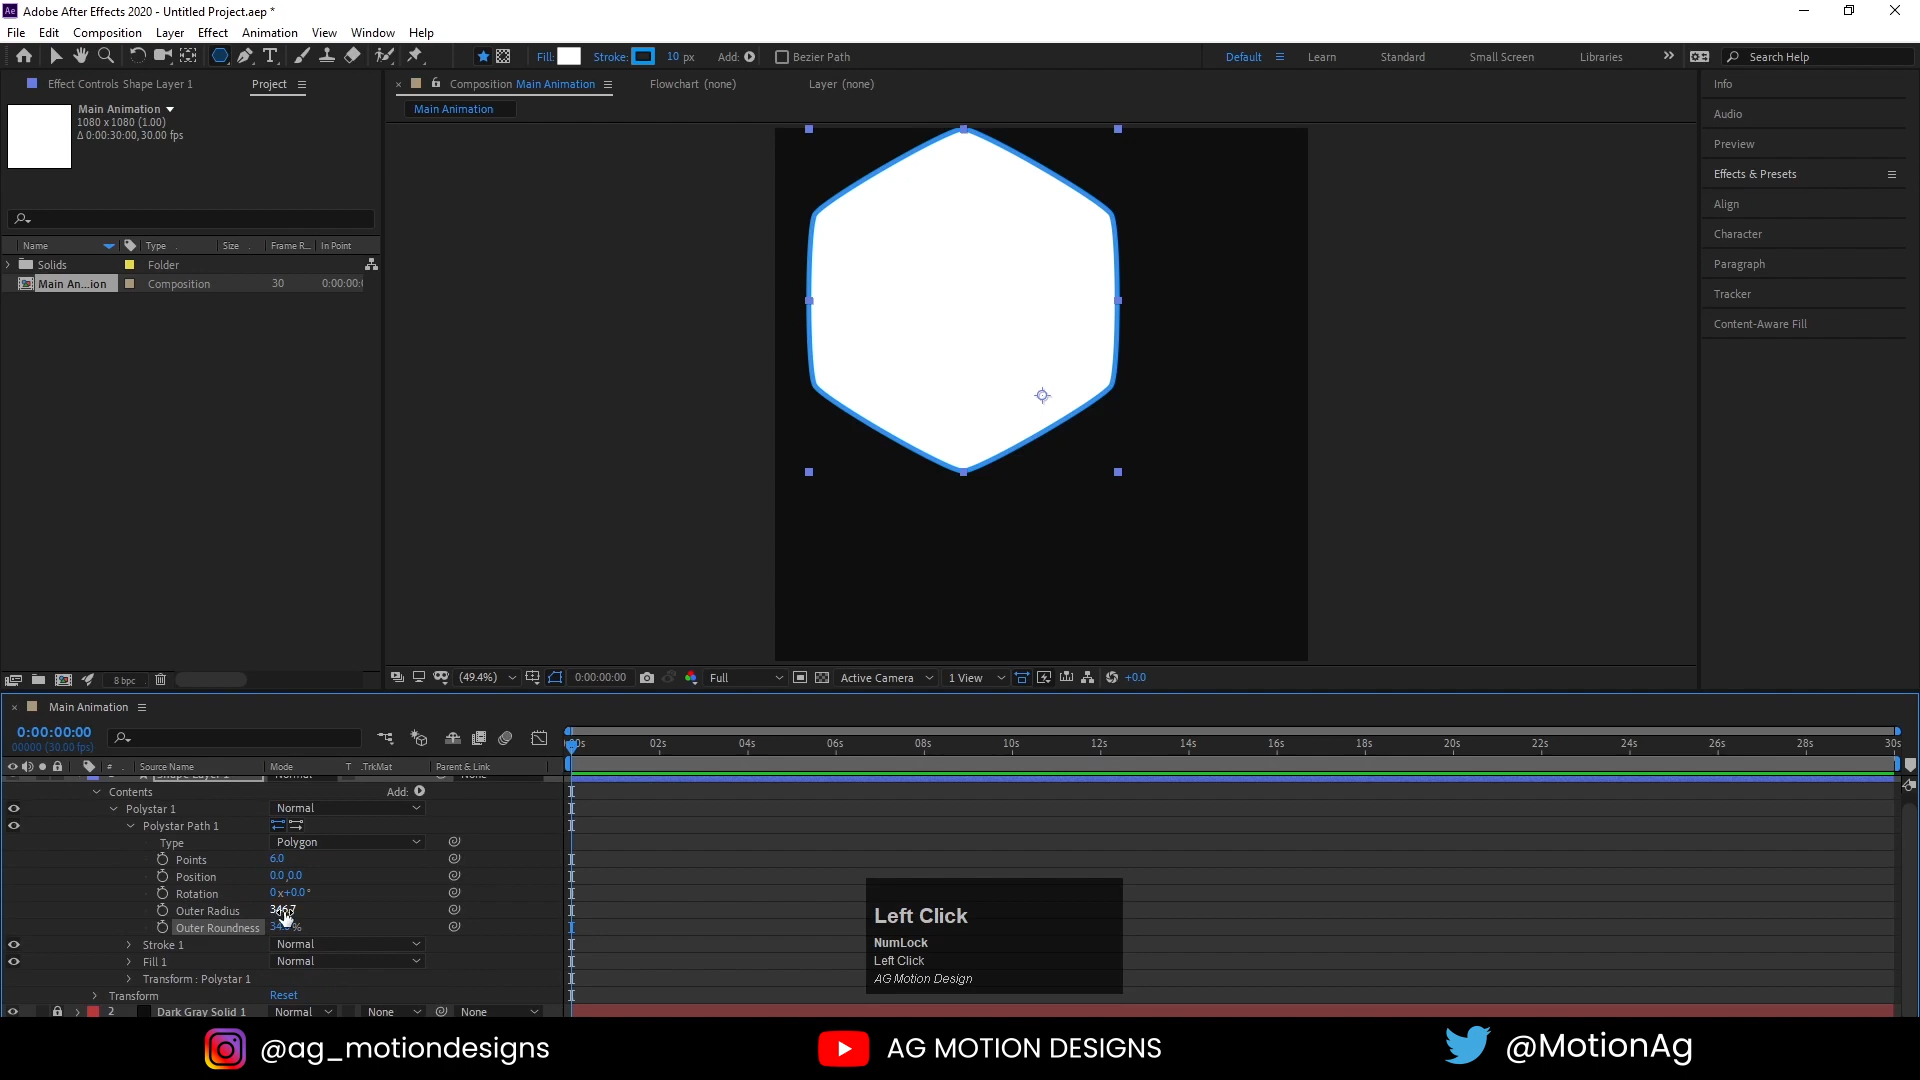 Ae Adobe After Effects 2020 - Untitled Project.aep *
File Edit Composition Layer Effect Animation View Window Help
Fill: Stroke: 10 px Add: Bezier Path Default Learn Standard Small Screen Libraries Search Help
Effect Controls Shape Layer 1 Project
Composition Main Animation Flowchart (none) Layer (none)
Main Animation
1080 x 1080 (1.00)
Δ 0:00:30:00, 30.00 fps
Main Animation
Name Type Size Frame R... In Point
Solids Folder
Main An...ion Composition 30 0:00:00:
8 bpc
(49.4%) 0:00:00:00 Full Active Camera 1 View +0.0
Info
Audio
Preview
Effects & Presets
Align
Character
Paragraph
Tracker
Content-Aware Fill
Main Animation
0:00:00:00
00000 (30.00 fps)
02s 04s 06s 08s 10s 12s 14s 16s 18s 20s 22s 24s 26s 28s 30s
# Source Name Mode T .TrkMat Parent & Link
Shape Layer 1 Normal None
Contents Add:
Polystar 1 Normal
Polystar Path 1
Type Polygon
Points 6.0
Position 0.0,0.0
Rotation 0x+0.0°
Outer Radius
Outer Roundness %
Stroke 1 Normal
Fill 1 Normal
Transform : Polystar 1
Transform Reset
2 Dark Gray Solid 1 Normal None None
Left Click
NumLock
Left Click
AG Motion Design
@ag_motiondesigns AG MOTION DESIGNS @MotionAg